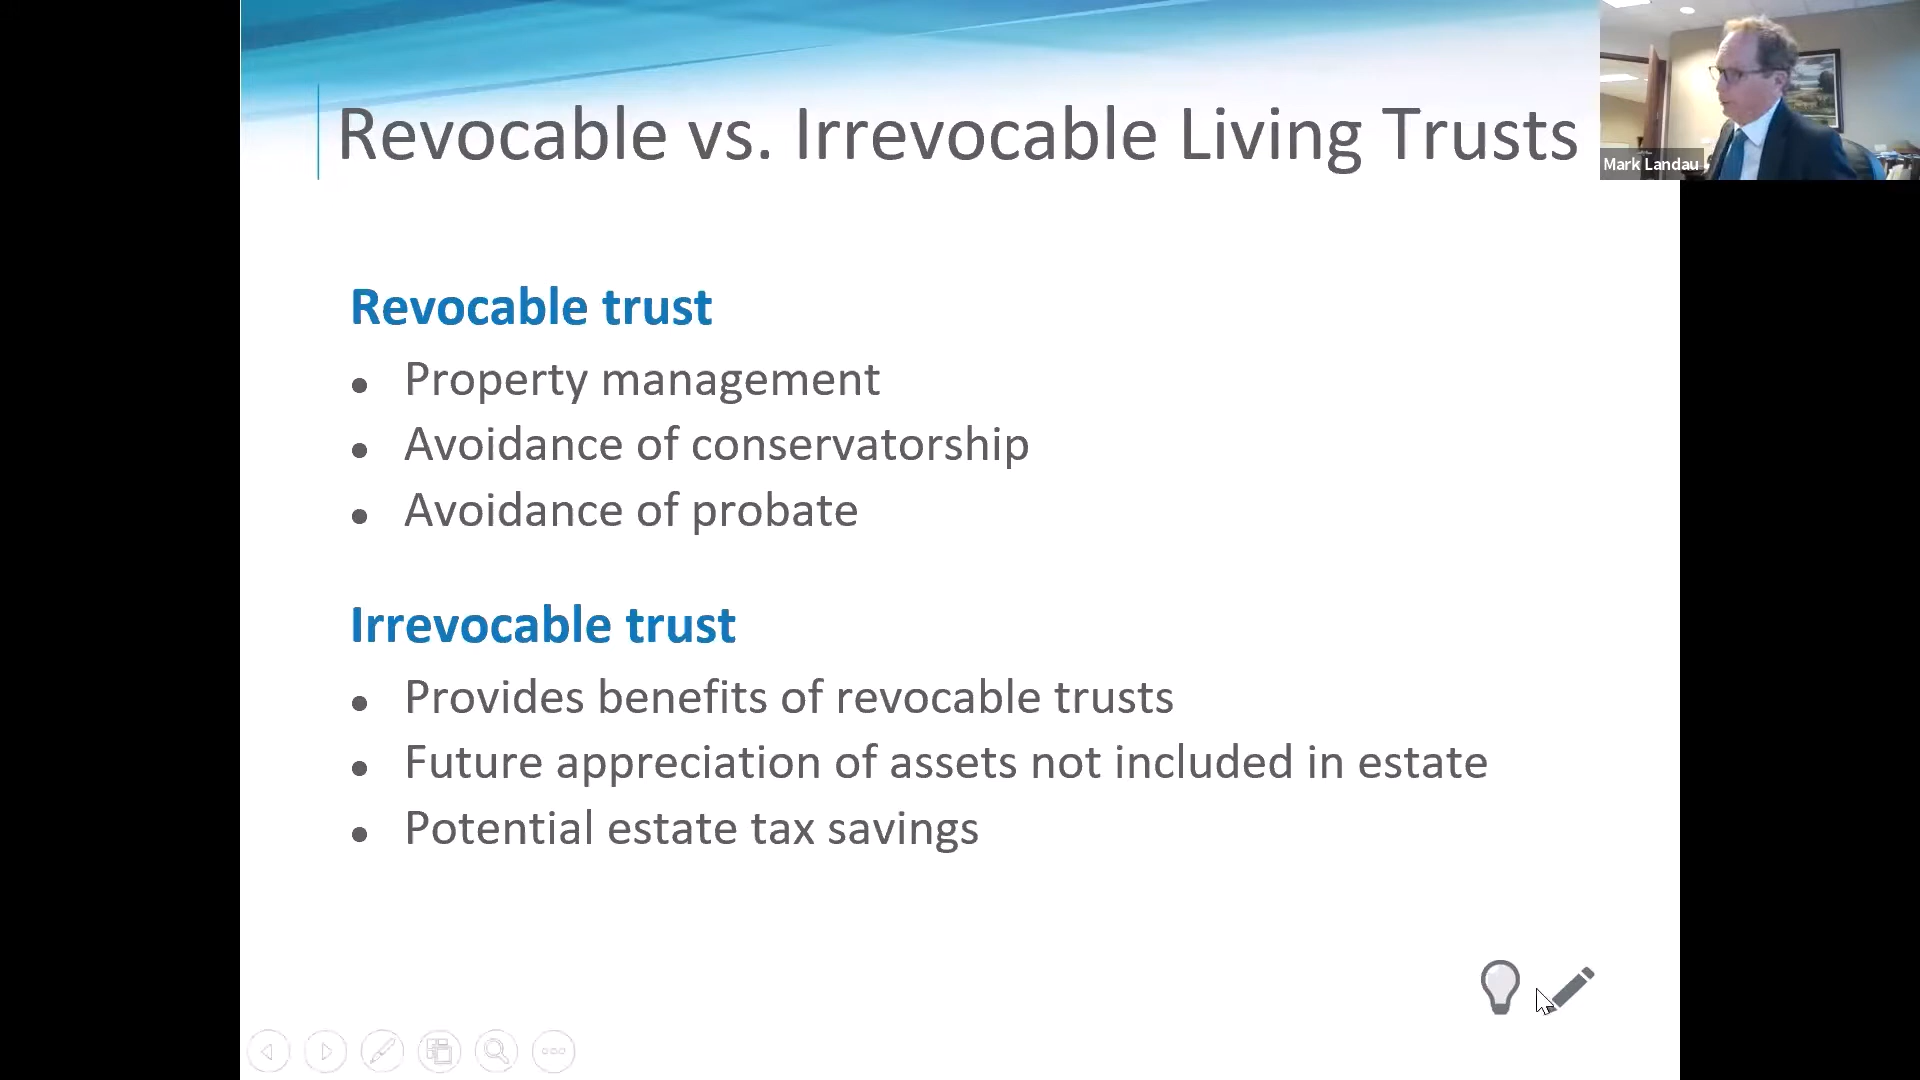 Revocable vs. Irrevocable Living Trusts
Mark Landau
Revocable trust
• Property management
• Avoidance of conservatorship
• Avoidance of probate
Irrevocable trust
• Provides benefits of revocable trusts
• Future appreciation of assets not included in estate
• Potential estate tax savings